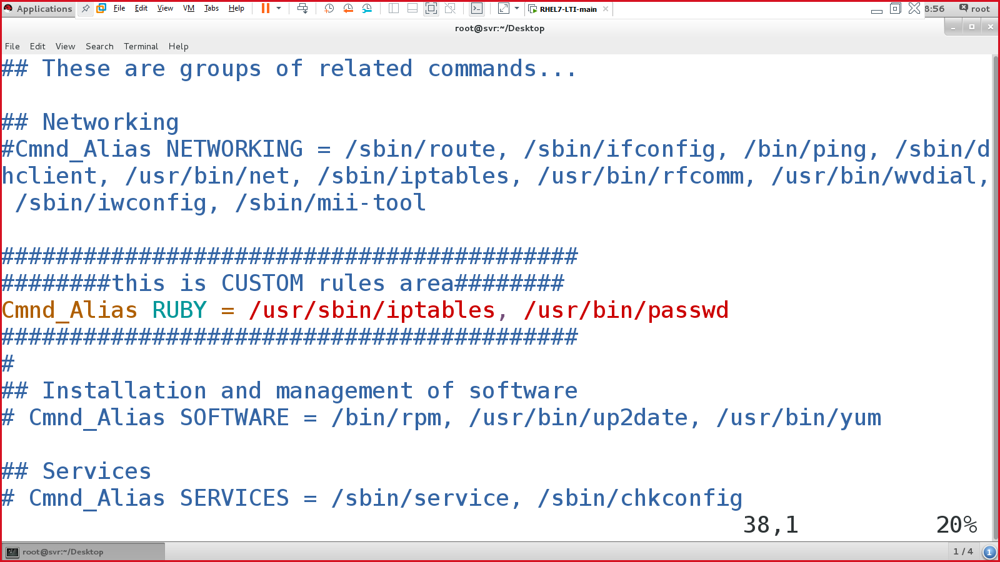 Applications File Edit View VM Tabs Help RHEL7-LTI-main 8:56 root
root@svr:~/Desktop
File Edit View Search Terminal Help
## These are groups of related commands...
## Networking
#Cmnd_Alias NETWORKING = /sbin/route, /sbin/ifconfig, /bin/ping, /sbin/d
hclient, /usr/bin/net, /sbin/iptables, /usr/bin/rfcomm, /usr/bin/wvdial,
/sbin/iwconfig, /sbin/mii-tool
##########################################
########this is CUSTOM rules area########
Cmnd_Alias RUBY = /usr/sbin/iptables, /usr/bin/passwd
##########################################
#
## Installation and management of software
# Cmnd_Alias SOFTWARE = /bin/rpm, /usr/bin/up2date, /usr/bin/yum
## Services
# Cmnd_Alias SERVICES = /sbin/service, /sbin/chkconfig
38,1 20%
root@svr:~/Desktop 1 / 4 1